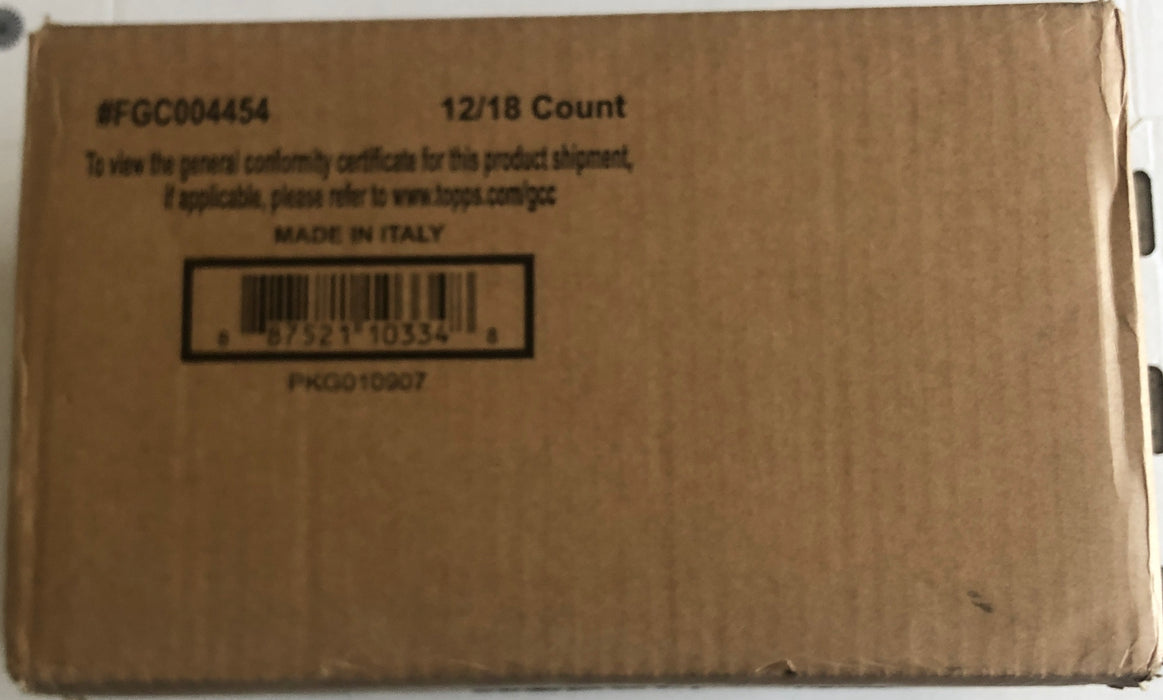 #FGC004454 12/18 Count
To view the general conformity certificate for this product shipment,
if applicable, please refer to www.topps.com/gcc
MADE IN ITALY
8 87521 10334 8
PKG010907